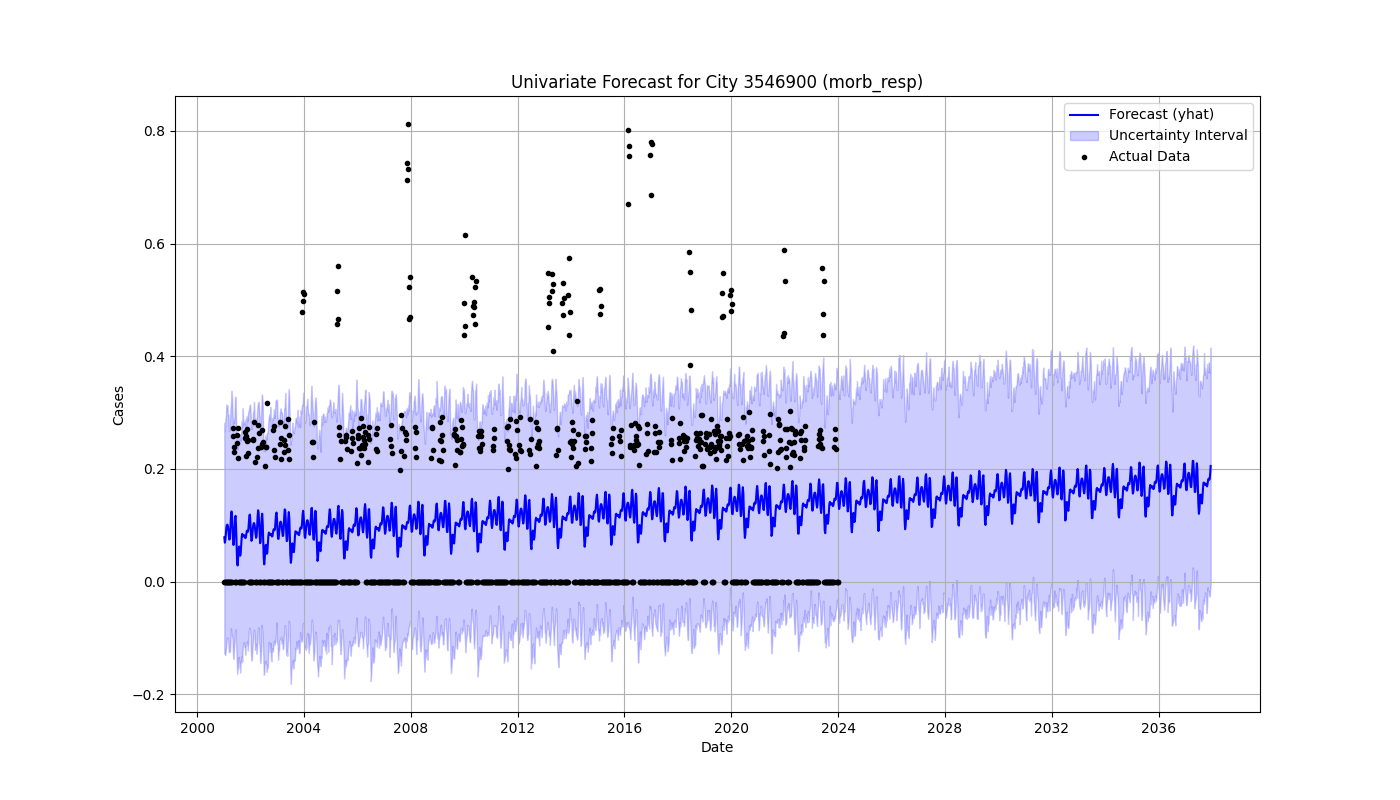 Univariate Forecast for City 3546900 (morb_resp)
Forecast (yhat)
Uncertainty Interval
Actual Data
Cases
0.8
0.6
0.4
0.2
0.0
−0.2
2000 2004 2008 2012 2016 2020 2024 2028 2032 2036
Date